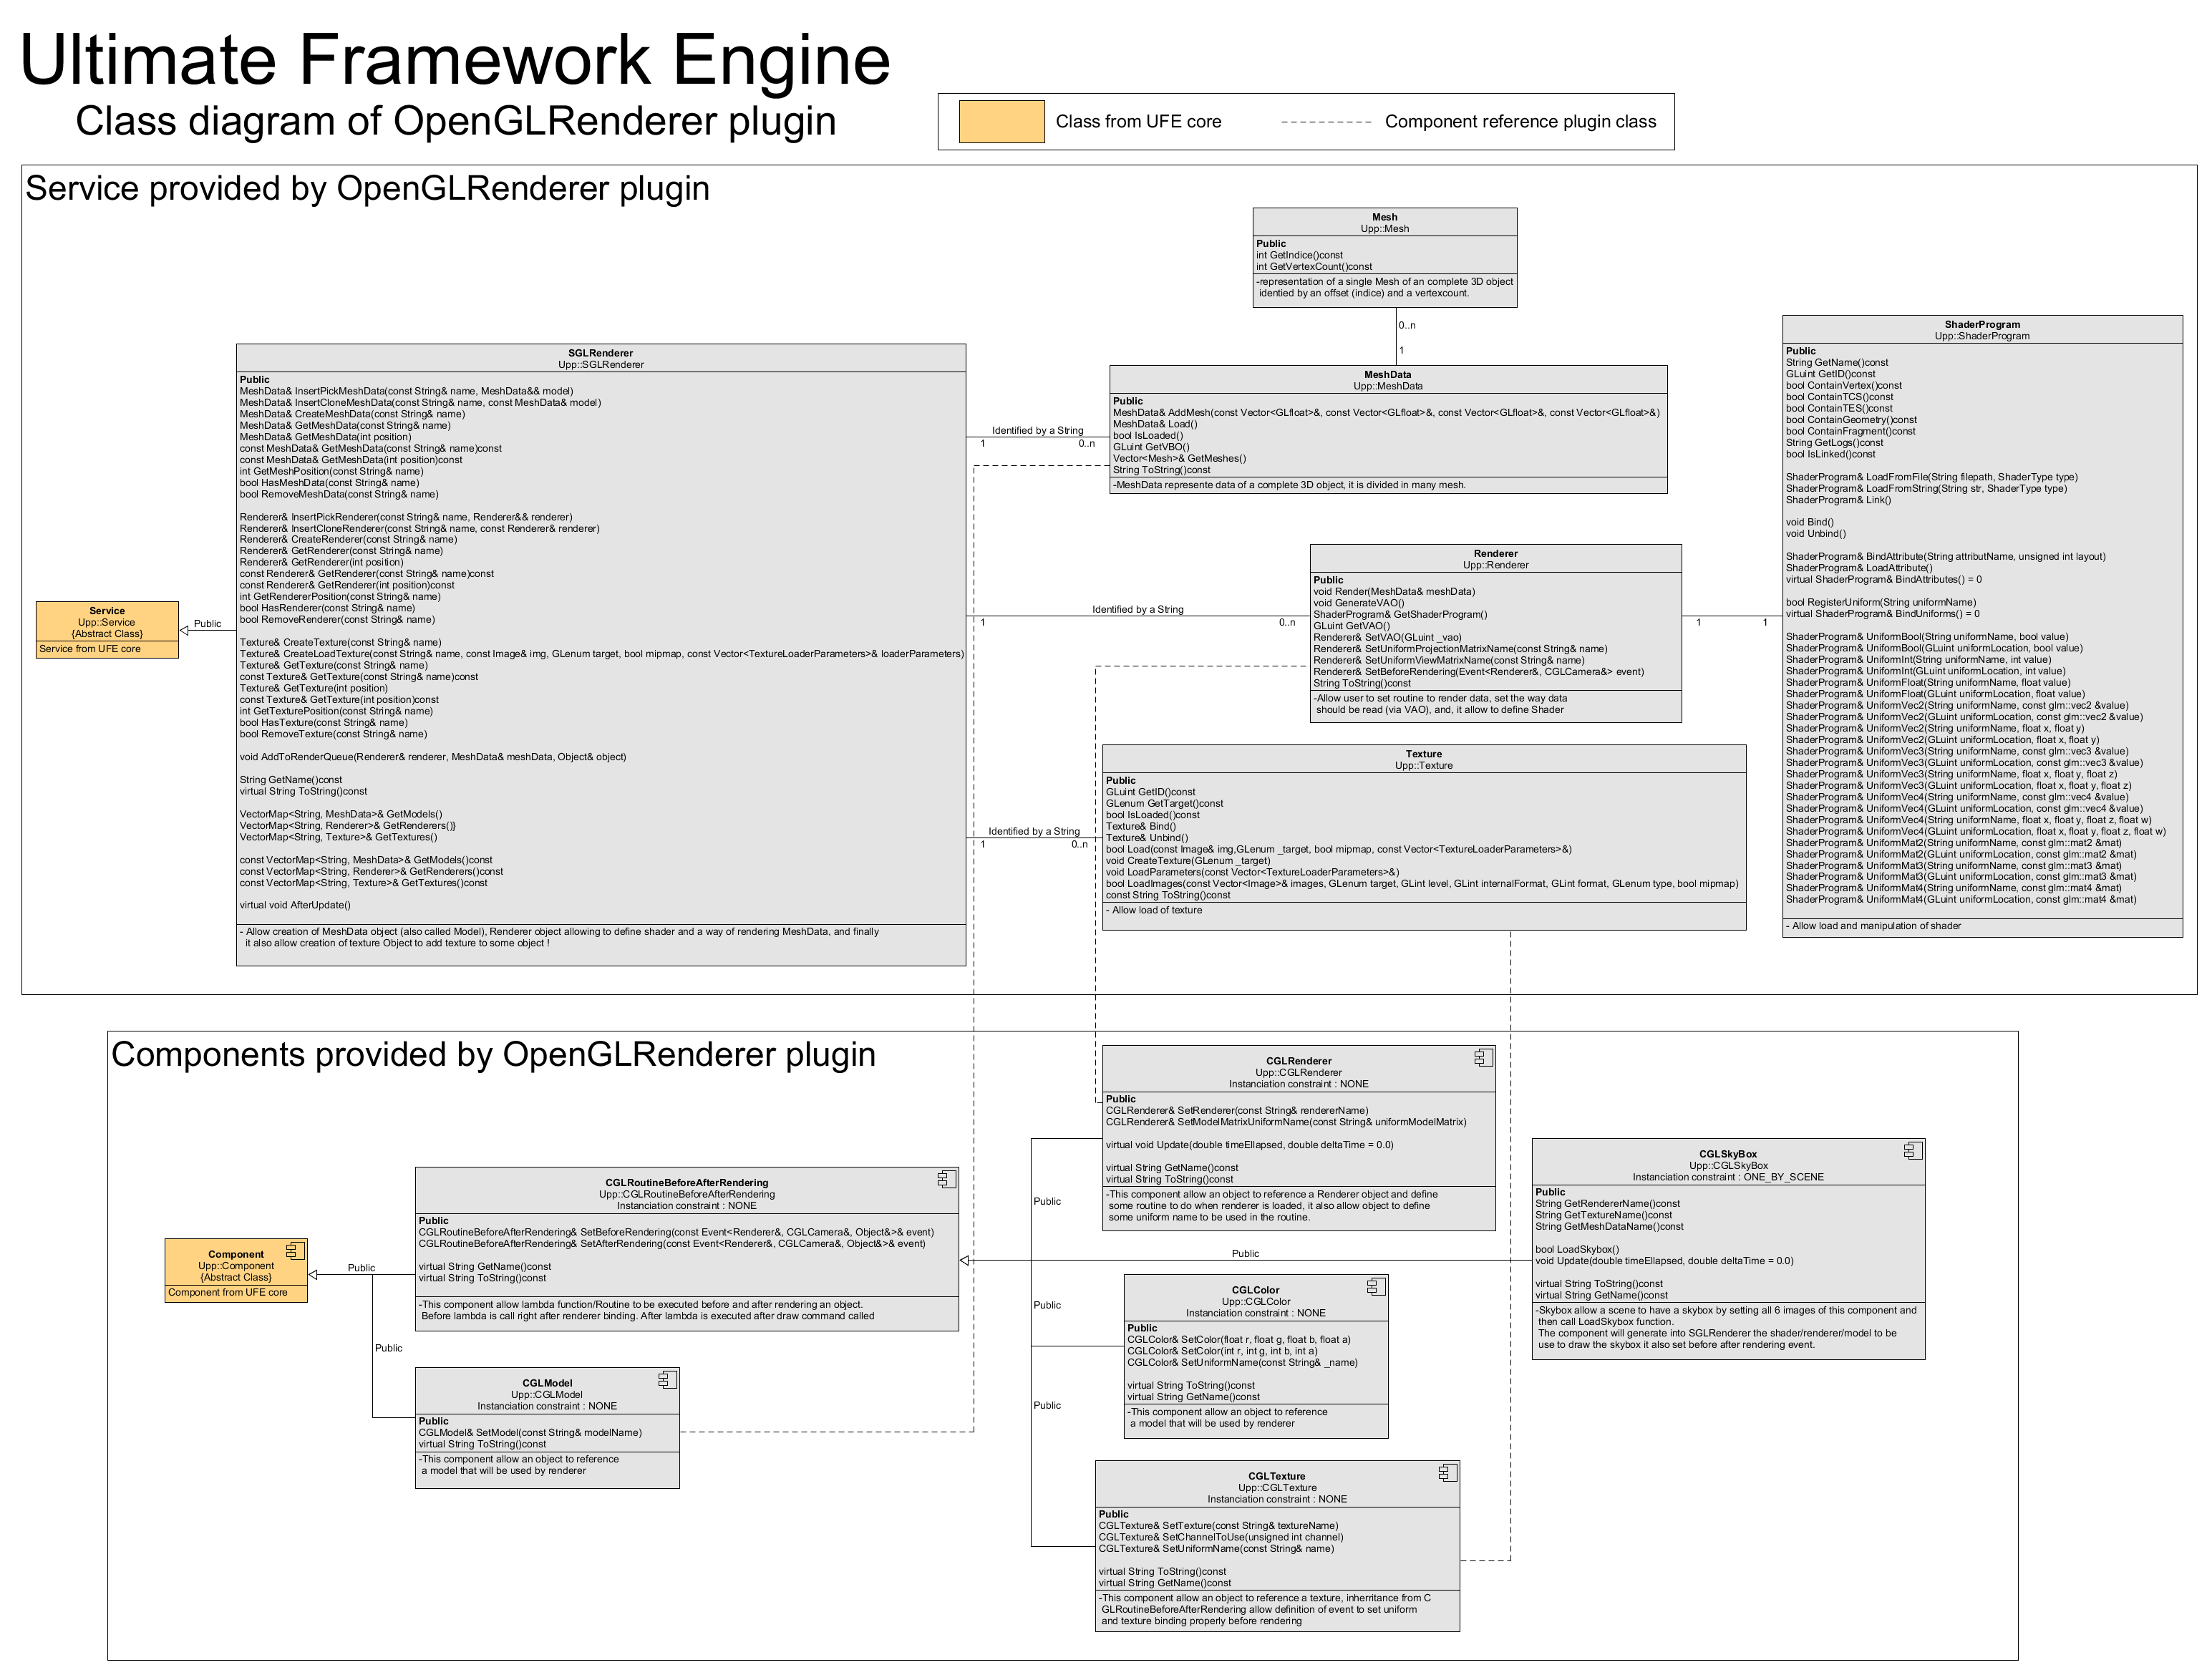 Ultimate Framework Engine
Class diagram of OpenGLRenderer plugin
Class from UFE core
Component reference plugin class
Service provided by OpenGLRenderer plugin
Mesh
Upp::Mesh
Public
int GetIndice()const
int GetVertexCount()const
-representation of a single Mesh of an complete 3D object
identied by an offset (indice) and a vertexcount.
0..n
1
SGLRenderer
Upp::SGLRenderer
Public
MeshData& InsertPickMeshData(const String& name, MeshData&& model)
MeshData& InsertCloneMeshData(const String& name, const MeshData& model)
MeshData& CreateMeshData(const String& name)
MeshData& GetMeshData(const String& name)
MeshData& GetMeshData(int position)
const MeshData& GetMeshData(const String& name)const
const MeshData& GetMeshData(int position)const
int GetMeshPosition(const String& name)
bool HasMeshData(const String& name)
bool RemoveMeshData(const String& name)
Renderer& InsertPickRenderer(const String& name, Renderer&& renderer)
Renderer& InsertCloneRenderer(const String& name, const Renderer& renderer)
Renderer& CreateRenderer(const String& name)
Renderer& GetRenderer(const String& name)
Renderer& GetRenderer(int position)
const Renderer& GetRenderer(const String& name)const
const Renderer& GetRenderer(int position)const
int GetRendererPosition(const String& name)
bool HasRenderer(const String& name)
bool RemoveRenderer(const String& name)
Texture& CreateTexture(const String& name)
Texture& CreateLoadTexture(const String& name, const Image& img, GLenum target, bool mipmap, const Vector<TextureLoaderParameters>& loaderParameters)
Texture& GetTexture(const String& name)
const Texture& GetTexture(const String& name)const
Texture& GetTexture(int position)
const Texture& GetTexture(int position)const
int GetTexturePosition(const String& name)
bool HasTexture(const String& name)
bool RemoveTexture(const String& name)
void AddToRenderQueue(Renderer& renderer, MeshData& meshData, Object& object)
String GetName()const
virtual String ToString()const
VectorMap<String, MeshData>& GetModels()
VectorMap<String, Renderer>& GetRenderers()}
VectorMap<String, Texture>& GetTextures()
const VectorMap<String, MeshData>& GetModels()const
const VectorMap<String, Renderer>& GetRenderers()const
const VectorMap<String, Texture>& GetTextures()const
virtual void AfterUpdate()
- Allow creation of MeshData object (also called Model), Renderer object allowing to define shader and a way of rendering MeshData, and finally
it also allow creation of texture Object to add texture to some object !
Service
Upp::Service
{Abstract Class}
Service from UFE core
Public
Identified by a String
1
0..n
MeshData
Upp::MeshData
Public
MeshData& AddMesh(const Vector<GLfloat>&, const Vector<GLfloat>&, const Vector<GLfloat>&, const Vector<GLfloat>&)
MeshData& Load()
bool IsLoaded()
GLuint GetVBO()
Vector<Mesh>& GetMeshes()
String ToString()const
-MeshData represente data of a complete 3D object, it is divided in many mesh.
Identified by a String
1
0..n
Renderer
Upp::Renderer
Public
void Render(MeshData& meshData)
void GenerateVAO()
ShaderProgram& GetShaderProgram()
GLuint GetVAO()
Renderer& SetVAO(GLuint _vao)
Renderer& SetUniformProjectionMatrixName(const String& name)
Renderer& SetUniformViewMatrixName(const String& name)
Renderer& SetBeforeRendering(Event<Renderer&, CGLCamera&> event)
String ToString()const
-Allow user to set routine to render data, set the way data
should be read (via VAO), and, it allow to define Shader
1
1
Identified by a String
1
0..n
Texture
Upp::Texture
Public
GLuint GetID()const
GLenum GetTarget()const
bool IsLoaded()const
Texture& Bind()
Texture& Unbind()
bool Load(const Image& img,GLenum _target, bool mipmap, const Vector<TextureLoaderParameters>&)
void CreateTexture(GLenum _target)
void LoadParameters(const Vector<TextureLoaderParameters>&)
bool LoadImages(const Vector<Image>& images, GLenum target, GLint level, GLint internalFormat, GLint format, GLenum type, bool mipmap)
const String ToString()const
- Allow load of texture
ShaderProgram
Upp::ShaderProgram
Public
String GetName()const
GLuint GetID()const
bool ContainVertex()const
bool ContainTCS()const
bool ContainTES()const
bool ContainGeometry()const
bool ContainFragment()const
String GetLogs()const
bool IsLinked()const
ShaderProgram& LoadFromFile(String filepath, ShaderType type)
ShaderProgram& LoadFromString(String str, ShaderType type)
ShaderProgram& Link()
void Bind()
void Unbind()
ShaderProgram& BindAttribute(String attributName, unsigned int layout)
ShaderProgram& LoadAttribute()
virtual ShaderProgram& BindAttributes() = 0
bool RegisterUniform(String uniformName)
virtual ShaderProgram& BindUniforms() = 0
ShaderProgram& UniformBool(String uniformName, bool value)
ShaderProgram& UniformBool(GLuint uniformLocation, bool value)
ShaderProgram& UniformInt(String uniformName, int value)
ShaderProgram& UniformInt(GLuint uniformLocation, int value)
ShaderProgram& UniformFloat(String uniformName, float value)
ShaderProgram& UniformFloat(GLuint uniformLocation, float value)
ShaderProgram& UniformVec2(String uniformName, const glm::vec2 &value)
ShaderProgram& UniformVec2(GLuint uniformLocation, const glm::vec2 &value)
ShaderProgram& UniformVec2(String uniformName, float x, float y)
ShaderProgram& UniformVec2(GLuint uniformLocation, float x, float y)
ShaderProgram& UniformVec3(String uniformName, const glm::vec3 &value)
ShaderProgram& UniformVec3(GLuint uniformLocation, const glm::vec3 &value)
ShaderProgram& UniformVec3(String uniformName, float x, float y, float z)
ShaderProgram& UniformVec3(GLuint uniformLocation, float x, float y, float z)
ShaderProgram& UniformVec4(String uniformName, const glm::vec4 &value)
ShaderProgram& UniformVec4(GLuint uniformLocation, const glm::vec4 &value)
ShaderProgram& UniformVec4(String uniformName, float x, float y, float z, float w)
ShaderProgram& UniformVec4(GLuint uniformLocation, float x, float y, float z, float w)
ShaderProgram& UniformMat2(String uniformName, const glm::mat2 &mat)
ShaderProgram& UniformMat2(GLuint uniformLocation, const glm::mat2 &mat)
ShaderProgram& UniformMat3(String uniformName, const glm::mat3 &mat)
ShaderProgram& UniformMat3(GLuint uniformLocation, const glm::mat3 &mat)
ShaderProgram& UniformMat4(String uniformName, const glm::mat4 &mat)
ShaderProgram& UniformMat4(GLuint uniformLocation, const glm::mat4 &mat)
- Allow load and manipulation of shader
Components provided by OpenGLRenderer plugin
Component
Upp::Component
{Abstract Class}
Component from UFE core
Public
Public
CGLRoutineBeforeAfterRendering
Upp::CGLRoutineBeforeAfterRendering
Instanciation constraint : NONE
Public
CGLRoutineBeforeAfterRendering& SetBeforeRendering(const Event<Renderer&, CGLCamera&, Object&>& event)
CGLRoutineBeforeAfterRendering& SetAfterRendering(const Event<Renderer&, CGLCamera&, Object&>& event)
virtual String GetName()const
virtual String ToString()const
-This component allow lambda function/Routine to be executed before and after rendering an object.
Before lambda is call right after renderer binding. After lambda is executed after draw command called
CGLModel
Upp::CGLModel
Instanciation constraint : NONE
Public
CGLModel& SetModel(const String& modelName)
virtual String ToString()const
-This component allow an object to reference
a model that will be used by renderer
CGLRenderer
Upp::CGLRenderer
Instanciation constraint : NONE
Public
CGLRenderer& SetRenderer(const String& rendererName)
CGLRenderer& SetModelMatrixUniformName(const String& uniformModelMatrix)
virtual void Update(double timeEllapsed, double deltaTime = 0.0)
virtual String GetName()const
virtual String ToString()const
-This component allow an object to reference a Renderer object and define
some routine to do when renderer is loaded, it also allow object to define
some uniform name to be used in the routine.
Public
Public
Public
Public
CGLColor
Upp::CGLColor
Instanciation constraint : NONE
Public
CGLColor& SetColor(float r, float g, float b, float a)
CGLColor& SetColor(int r, int g, int b, int a)
CGLColor& SetUniformName(const String& _name)
virtual String ToString()const
virtual String GetName()const
-This component allow an object to reference
a model that will be used by renderer
CGLTexture
Upp::CGLTexture
Instanciation constraint : NONE
Public
CGLTexture& SetTexture(const String& textureName)
CGLTexture& SetChannelToUse(unsigned int channel)
CGLTexture& SetUniformName(const String& name)
virtual String ToString()const
virtual String GetName()const
-This component allow an object to reference a texture, inherritance from C
GLRoutineBeforeAfterRendering allow definition of event to set uniform
and texture binding properly before rendering
CGLSkyBox
Upp::CGLSkyBox
Instanciation constraint : ONE_BY_SCENE
Public
String GetRendererName()const
String GetTextureName()const
String GetMeshDataName()const
bool LoadSkybox()
void Update(double timeEllapsed, double deltaTime = 0.0)
virtual String ToString()const
virtual String GetName()const
-Skybox allow a scene to have a skybox by setting all 6 images of this component and
then call LoadSkybox function.
The component will generate into SGLRenderer the shader/renderer/model to be
use to draw the skybox it also set before after rendering event.